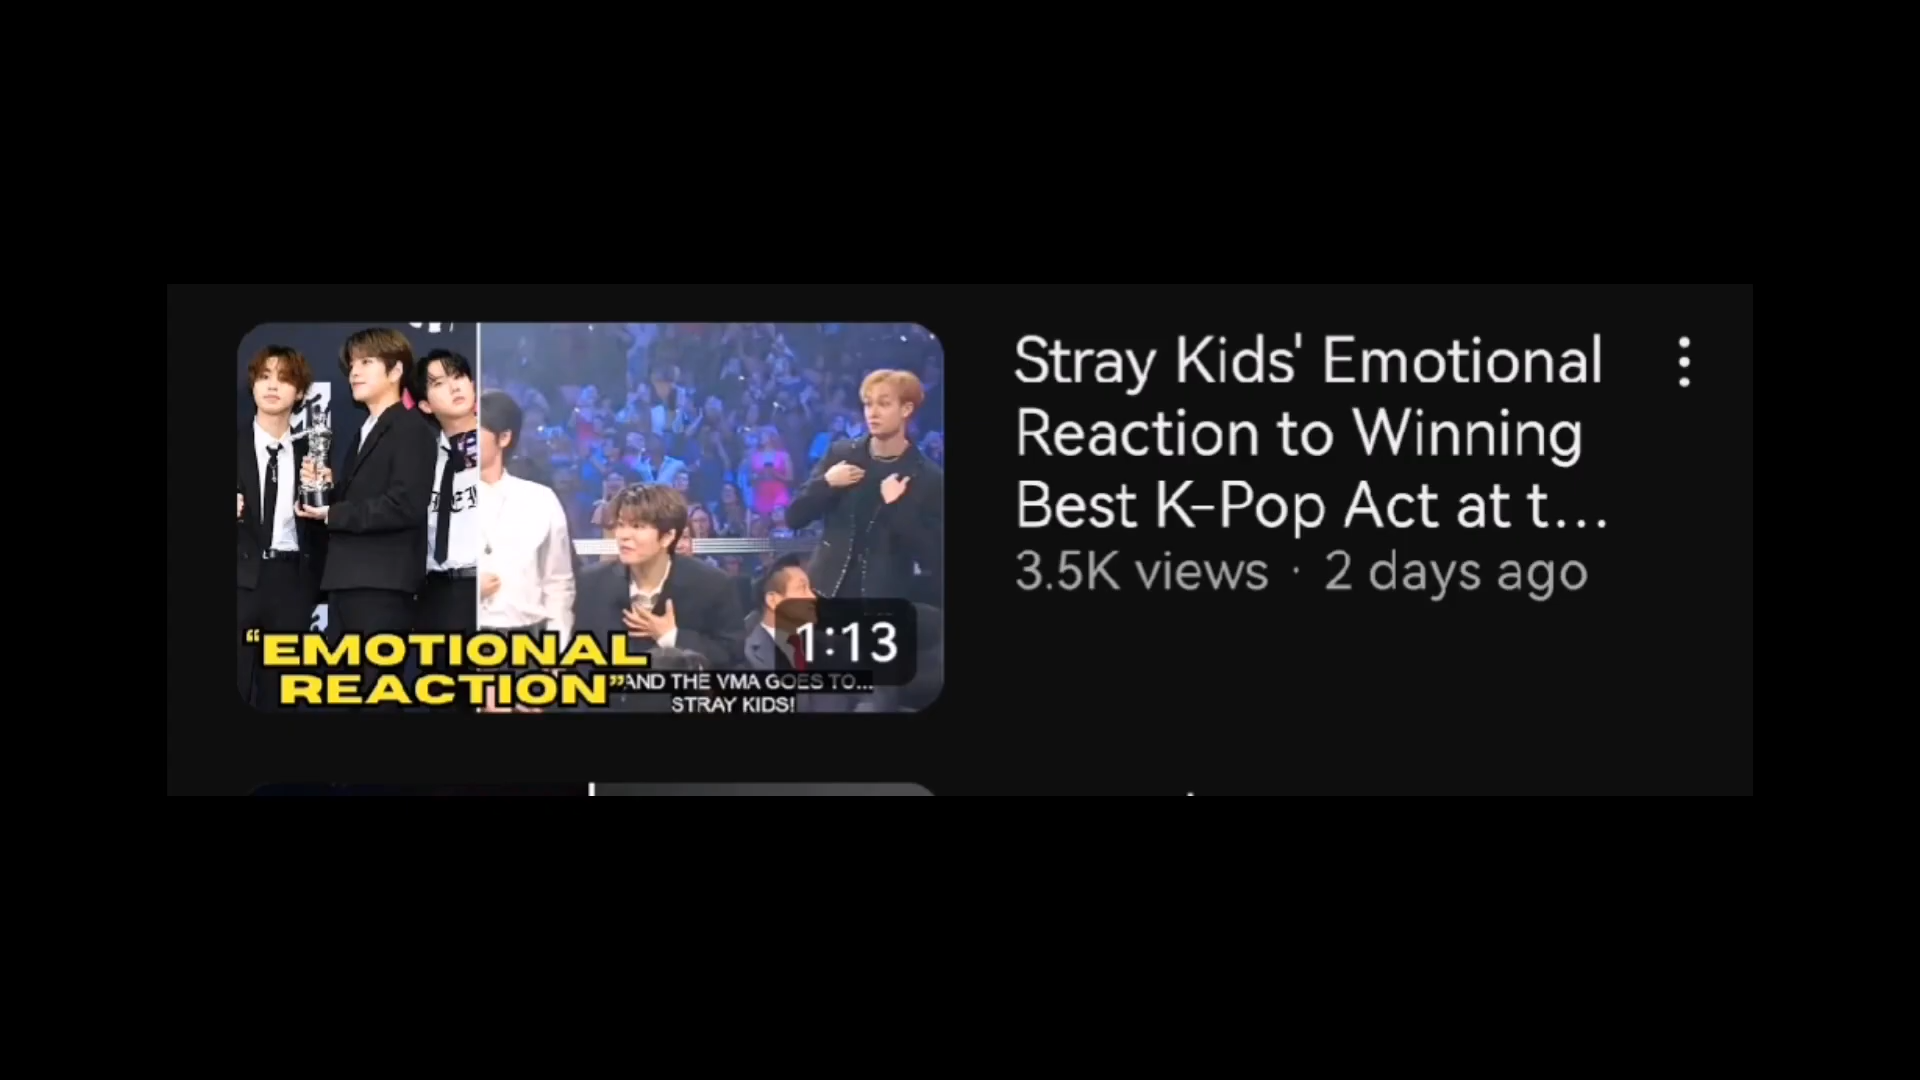 Stray Kids' Emotional
Reaction to Winning
Best K-Pop Act at t...
3.5K views · 2 days ago
"EMOTIONAL
REACTION"
AND THE VMA GOES TO...
STRAY KIDS!
1:13